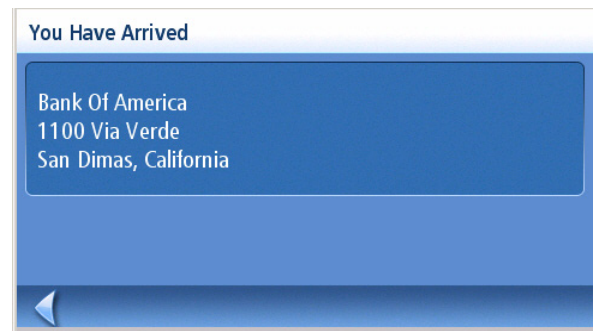 You Have Arrived
Bank Of America
1100 Via Verde
San Dimas, California